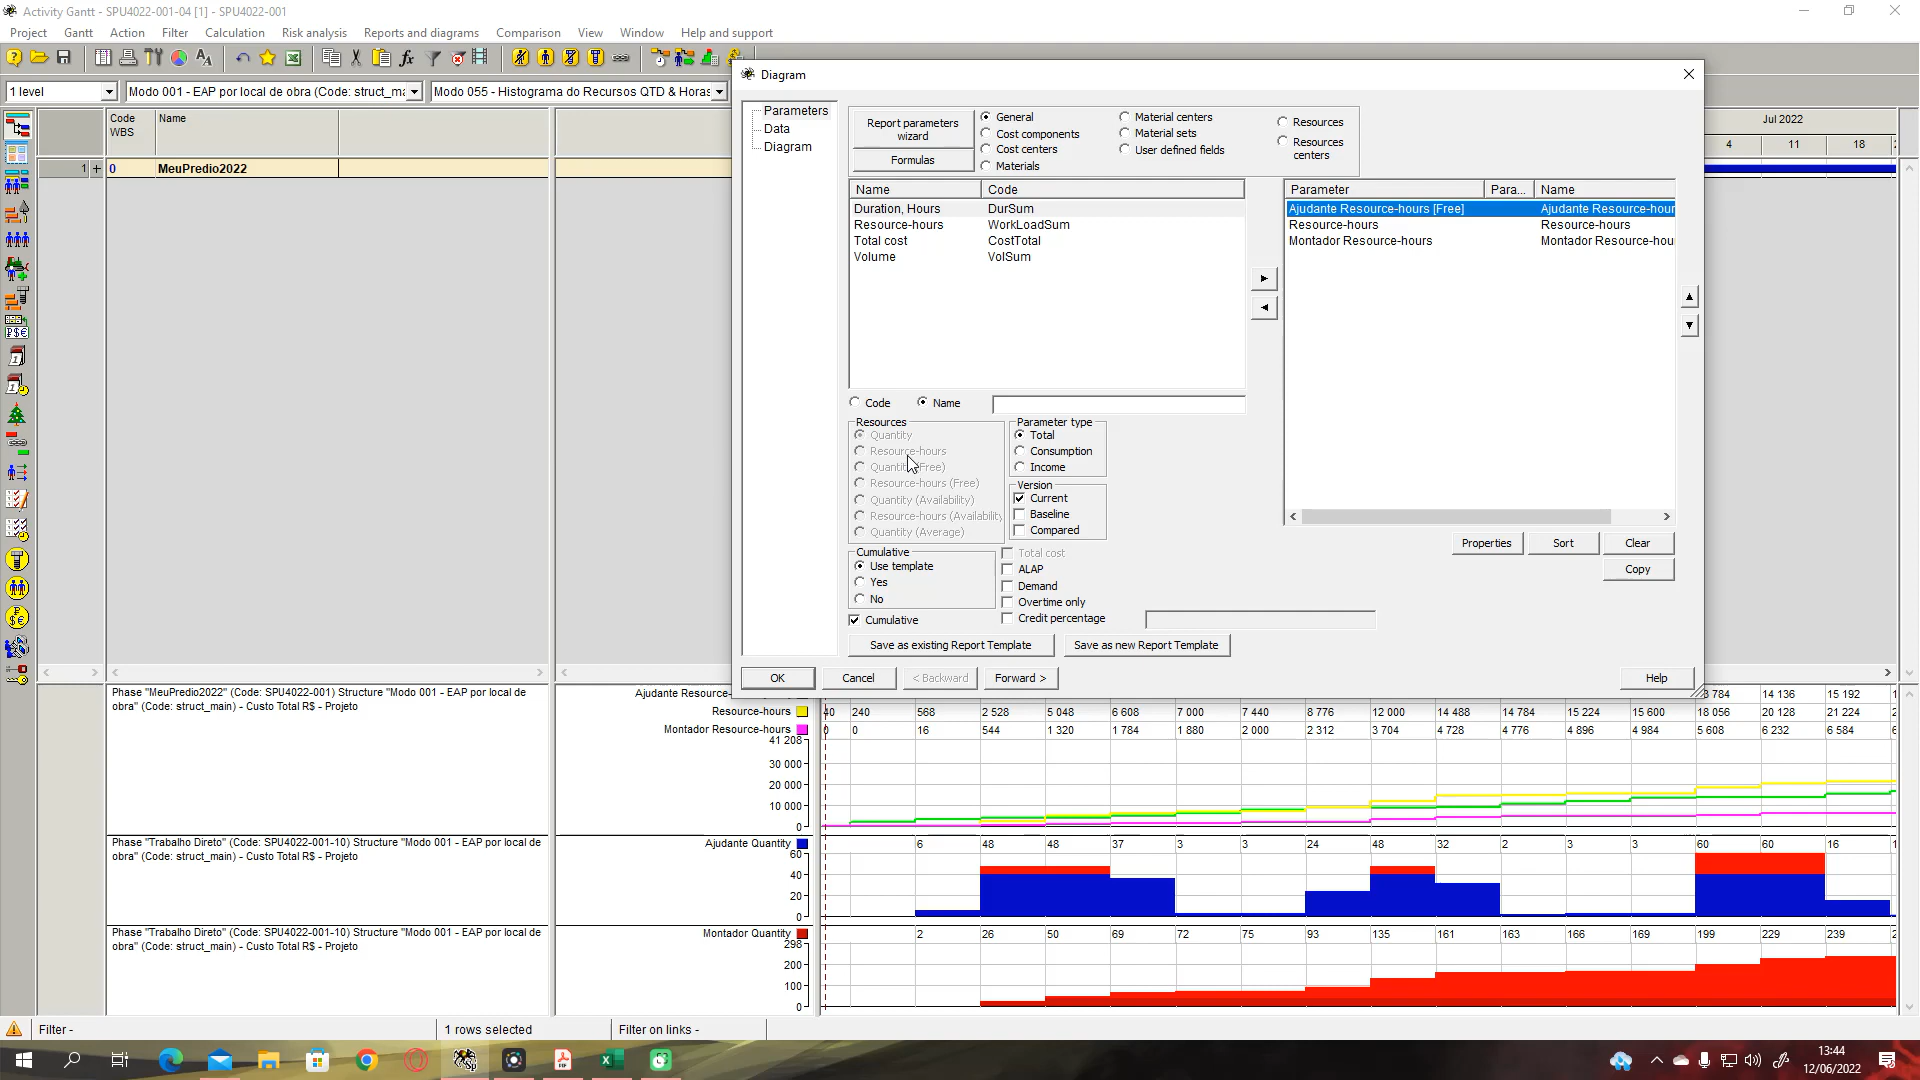 Activity Gantt - SPU4022-001-04 [1] - SPU4022-001
Project Gantt Action Filter Calculation Risk analysis Reports and diagrams Comparison View Window Help and support
1 level
Modo 001 - EAP por local de obra (Code: struct_ma
Modo 055 - Histograma do Recursos QTD & Horas
Code WBS
Name
1 + 0 MeuPredio2022
Jul 2022
4 11 18
Diagram
Parameters
Data
Diagram
Report parameters wizard
Formulas
General
Cost components
Cost centers
Materials
Material centers
Material sets
User defined fields
Resources
Resources centers
Name Code
Duration, Hours DurSum
Resource-hours WorkLoadSum
Total cost CostTotal
Volume VolSum
Parameter Para... Name
Ajudante Resource-hours [Free] Ajudante Resource-hour
Resource-hours Resource-hours
Montador Resource-hours Montador Resource-hou
Code Name
Resources
Quantity
Resource-hours
Quantity (Free)
Resource-hours (Free)
Quantity (Availability)
Resource-hours (Availability
Quantity (Average)
Parameter type
Total
Consumption
Income
Version
Current
Baseline
Compared
Cumulative
Use template
Yes
No
Cumulative
Total cost
ALAP
Demand
Overtime only
Credit percentage
Properties Sort Clear
Copy
Save as existing Report Template Save as new Report Template
OK Cancel < Backward Forward > Help
Phase "MeuPredio2022" (Code: SPU4022-001) Structure "Modo 001 - EAP por local de
obra" (Code: struct_main) - Custo Total R$ - Projeto
Ajudante Resource-
3 784 14 136 15 192
Resource-hours 40 240 568 2 528 5 048 6 608 7 000 7 440 8 776 12 000 14 488 14 784 15 224 15 600 18 056 20 128 21 224
Montador Resource-hours 0 0 16 544 1 320 1 784 1 880 2 000 2 312 3 704 4 728 4 776 4 896 4 984 5 608 6 232 6 584
41 208
30 000
20 000
10 000
0
Phase "Trabalho Direto" (Code: SPU4022-001-10) Structure "Modo 001 - EAP por local de
obra" (Code: struct_main) - Custo Total R$ - Projeto
Ajudante Quantity 6 48 48 37 3 3 24 48 32 2 3 3 60 60 16
60
40
20
0
Phase "Trabalho Direto" (Code: SPU4022-001-10) Structure "Modo 001 - EAP por local de
obra" (Code: struct_main) - Custo Total R$ - Projeto
Montador Quantity 2 26 50 69 72 75 93 135 161 163 166 169 199 229 239
298
200
100
0
Filter - 1 rows selected Filter on links -
13:44
12/06/2022